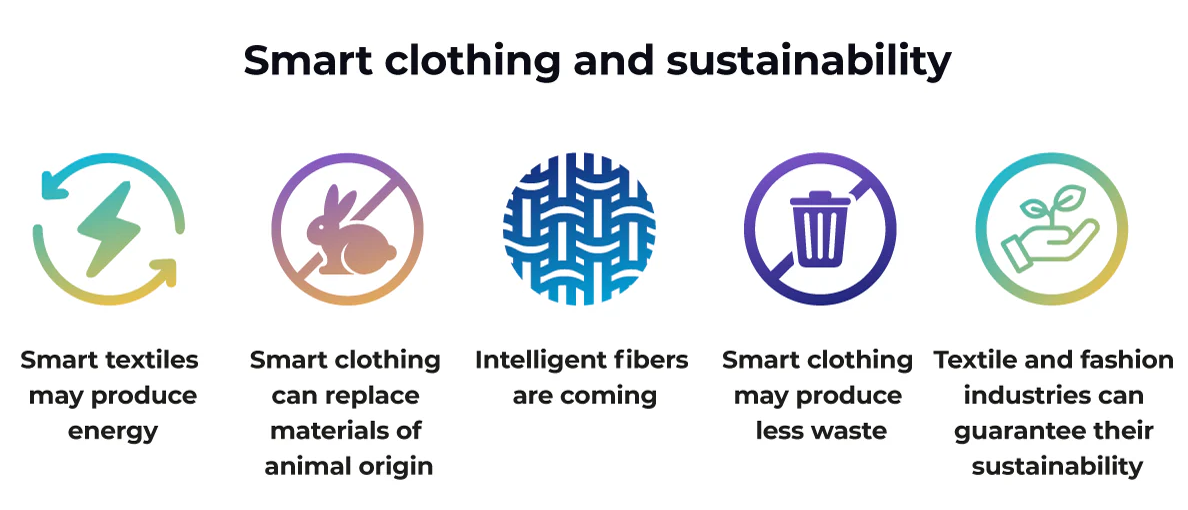 Smart clothing and sustainability
Smart textiles
may produce
energy
Smart clothing
can replace
materials of
animal origin
Intelligent fibers
are coming
Smart clothing
may produce
less waste
Textile and fashion
industries can
guarantee their
sustainability